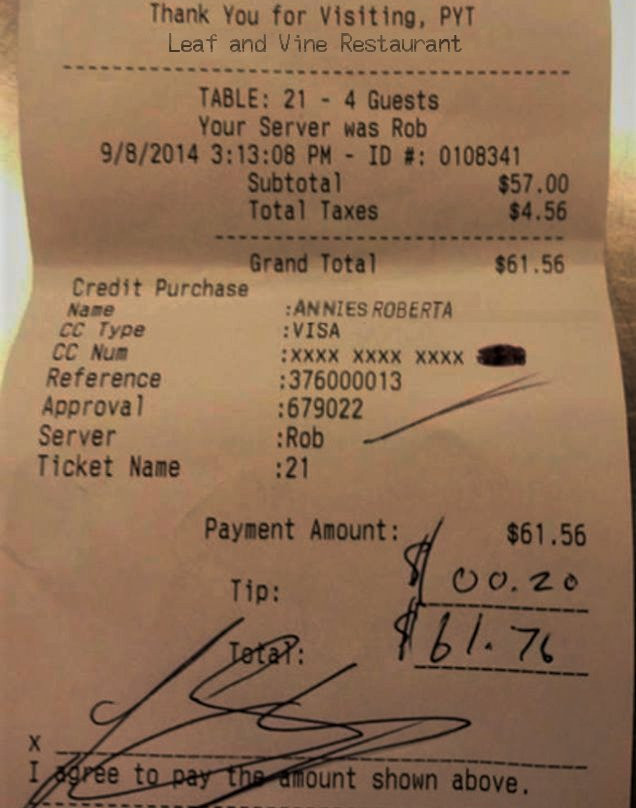 Thank You for Visiting, PYT
Leaf and Vine Restaurant
TABLE: 21 - 4 Guests
Your Server was Rob
9/8/2014 3:13:08 PM - ID #: 0108341
Subtotal $57.00
Total Taxes $4.56
Grand Total $61.56
Credit Purchase
Name :ANNIES ROBERTA
CC Type :VISA
CC Num :XXXX XXXX XXXX
Reference :376000013
Approval :679022
Server :Rob
Ticket Name :21
Payment Amount: $61.56
Tip: $ 00.20
Total: $ 61.76
X
I agree to pay the amount shown above.